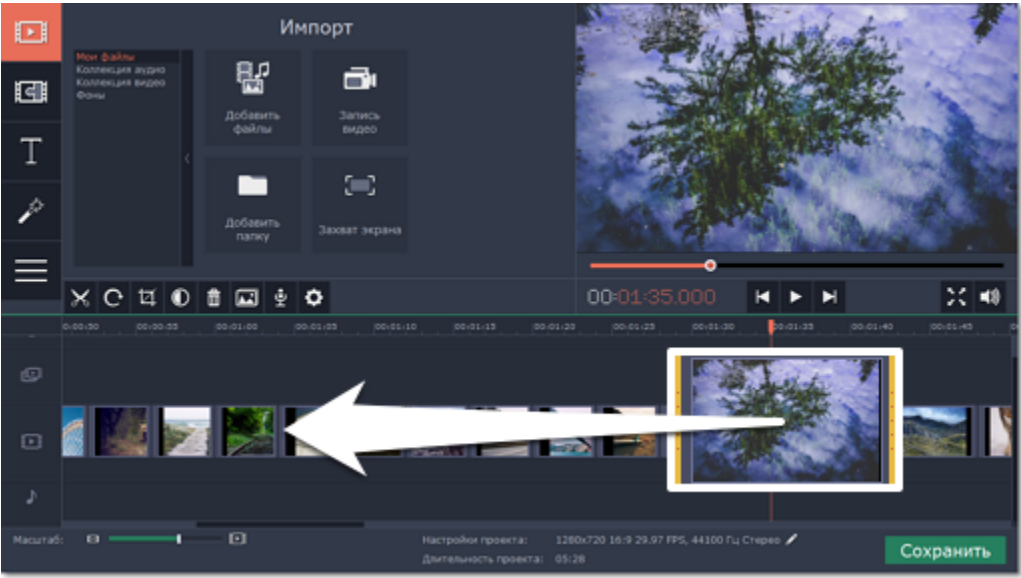 Импорт
Мои файлы
Коллекция аудио
Коллекция видео
Фоны
Добавить
файлы
Запись
видео
Добавить
папку
Захват экрана
T
00:01:35.000
0:00:50 00:00:55 00:01:00 00:01:05 00:01:10 00:01:15 00:01:20 00:01:25 00:01:30 00:01:35 00:01:40 00:01:45
Масштаб:
Настройки проекта: 1280x720 16:9 29.97 FPS, 44100 Гц Стерео
Длительность проекта: 05:28
Сохранить